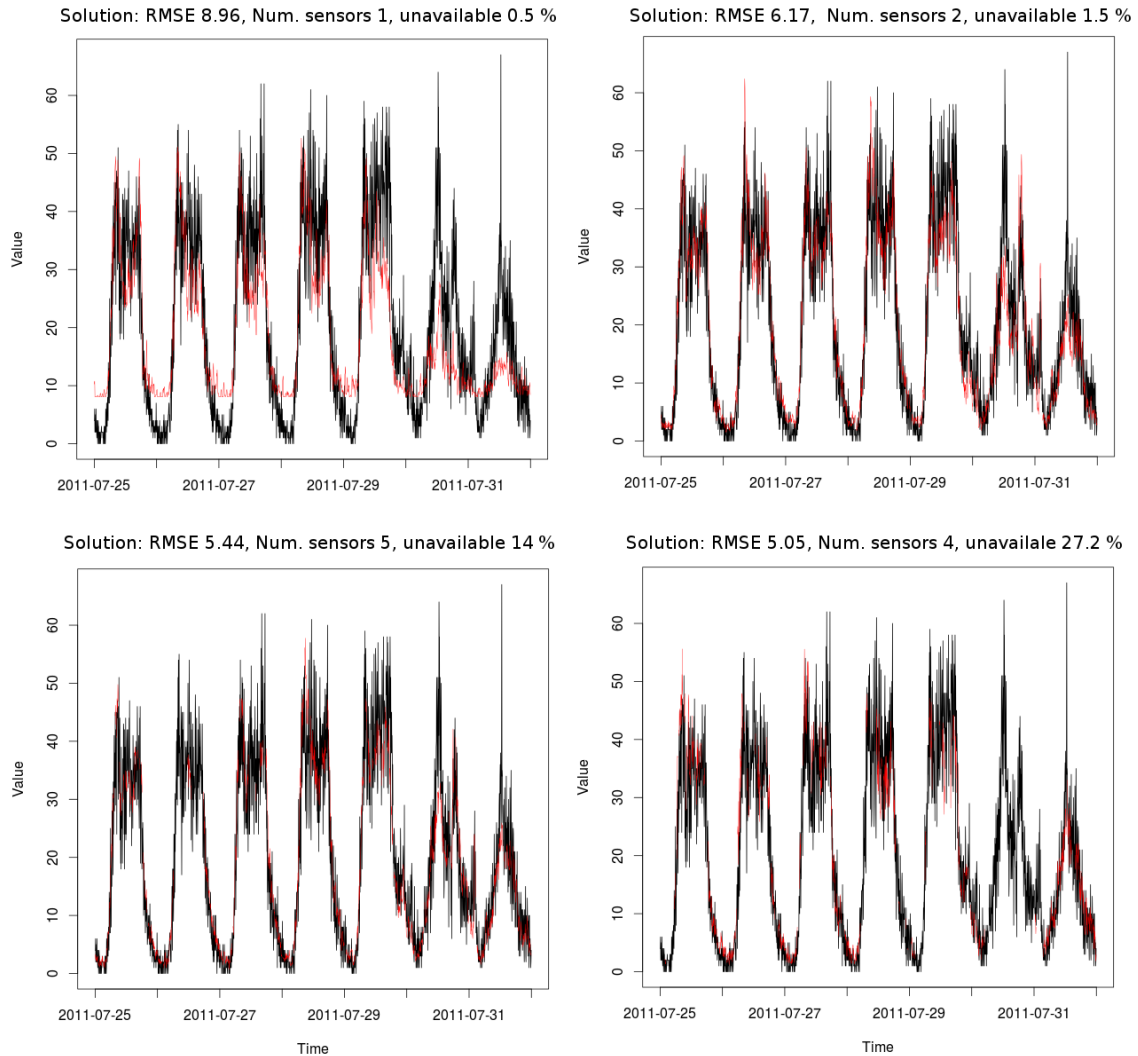 Solution: RMSE 8.96, Num. sensors 1, unavailable 0.5 %
Value
0 10 20 30 40 50 60
2011-07-25 2011-07-27 2011-07-29 2011-07-31
Solution: RMSE 6.17, Num. sensors 2, unavailable 1.5 %
Value
0 10 20 30 40 50 60
2011-07-25 2011-07-27 2011-07-29 2011-07-31
Solution: RMSE 5.44, Num. sensors 5, unavailable 14 %
Value
0 10 20 30 40 50 60
2011-07-25 2011-07-27 2011-07-29 2011-07-31
Time
Solution: RMSE 5.05, Num. sensors 4, unavailale 27.2 %
Value
0 10 20 30 40 50 60
2011-07-25 2011-07-27 2011-07-29 2011-07-31
Time